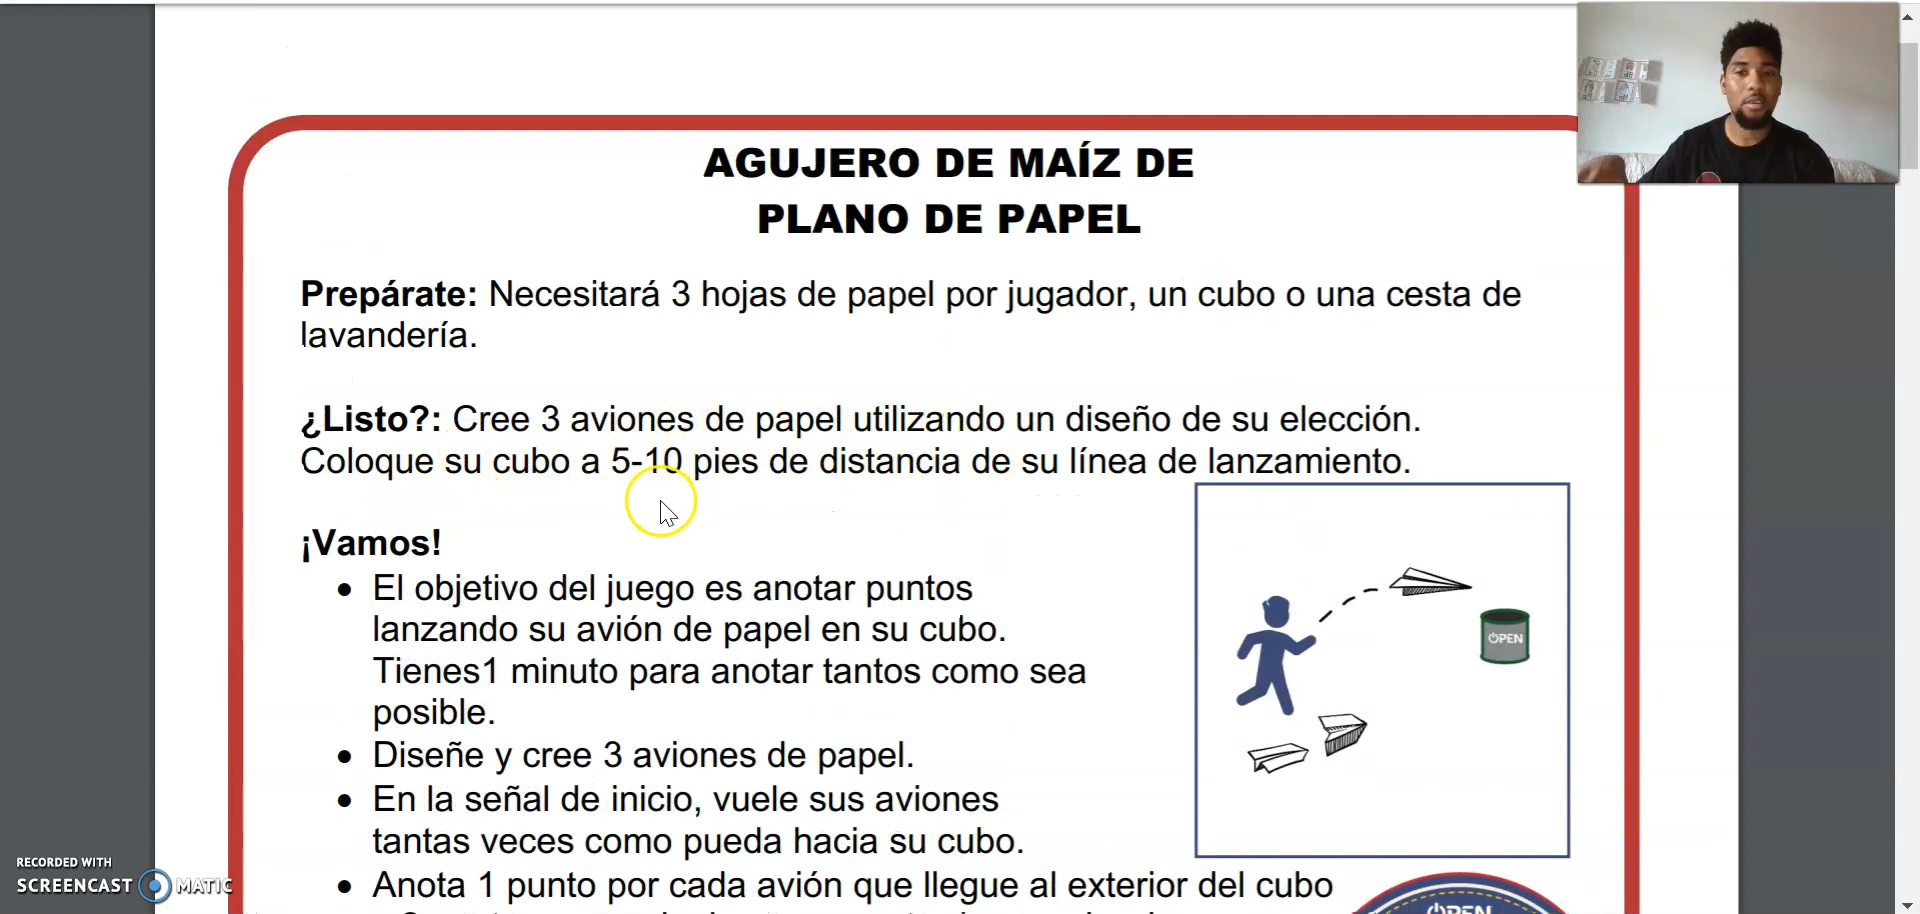 AGUJERO DE MAÍZ DE
PLANO DE PAPEL
Prepárate: Necesitará 3 hojas de papel por jugador, un cubo o una cesta de
lavandería.
¿Listo?: Cree 3 aviones de papel utilizando un diseño de su elección.
Coloque su cubo a 5-10 pies de distancia de su línea de lanzamiento.
¡Vamos!
• El objetivo del juego es anotar puntos
lanzando su avión de papel en su cubo.
Tienes1 minuto para anotar tantos como sea
posible.
• Diseñe y cree 3 aviones de papel.
• En la señal de inicio, vuele sus aviones
tantas veces como pueda hacia su cubo.
• Anota 1 punto por cada avión que llegue al exterior del cubo
OPEN
OPEN
RECORDED WITH
SCREENCAST MATIC